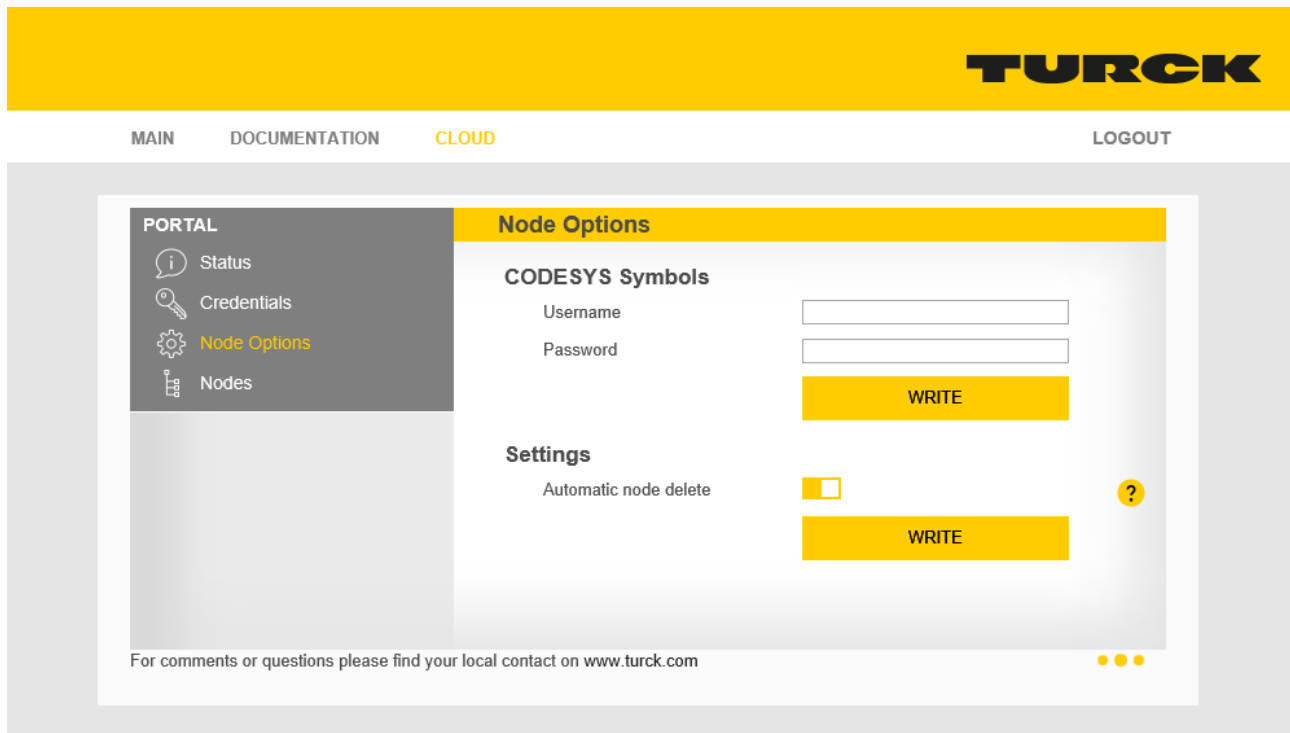 TURCK
MAIN DOCUMENTATION CLOUD LOGOUT
PORTAL
Status
Credentials
Node Options
Nodes
Node Options
CODESYS Symbols
Username
Password
WRITE
Settings
Automatic node delete
?
WRITE
For comments or questions please find your local contact on www.turck.com